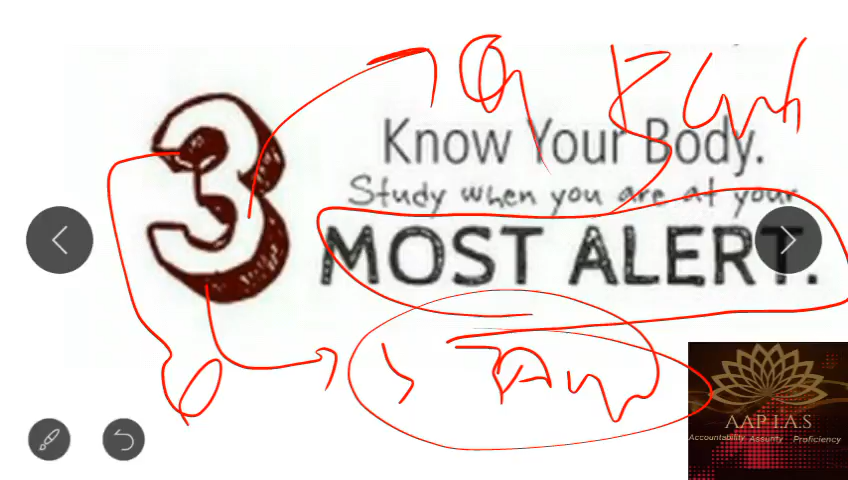 3
Know Your Body.
Study when you are at your
MOST ALERT.
AAP I.A.S
Accountability Assurity Proficiency